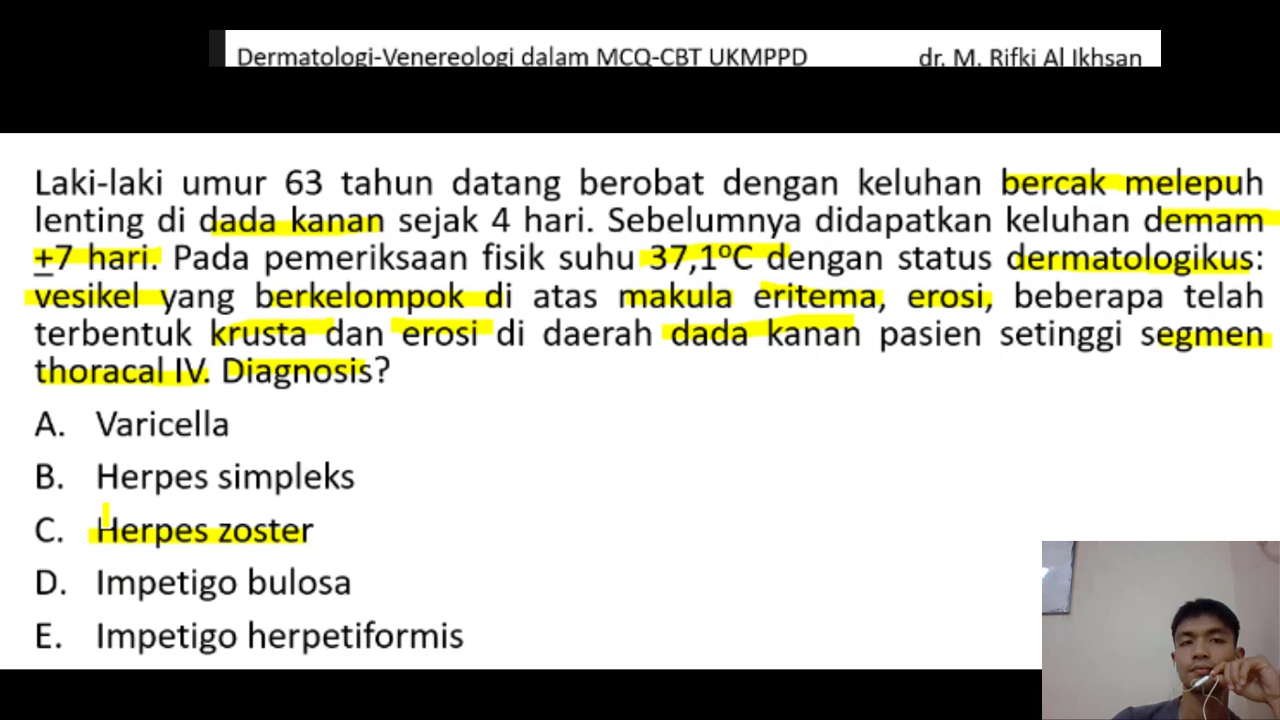 Dermatologi-Venereologi dalam MCQ-CBT UKMPPD dr. M. Rifki Al Ikhsan
Laki-laki umur 63 tahun datang berobat dengan keluhan bercak melepuh
lenting di dada kanan sejak 4 hari. Sebelumnya didapatkan keluhan demam
±7 hari. Pada pemeriksaan fisik suhu 37,1°C dengan status dermatologikus:
vesikel yang berkelompok di atas makula eritema, erosi, beberapa telah
terbentuk krusta dan erosi di daerah dada kanan pasien setinggi segmen
thoracal IV. Diagnosis?
A. Varicella
B. Herpes simpleks
C. Herpes zoster
D. Impetigo bulosa
E. Impetigo herpetiformis